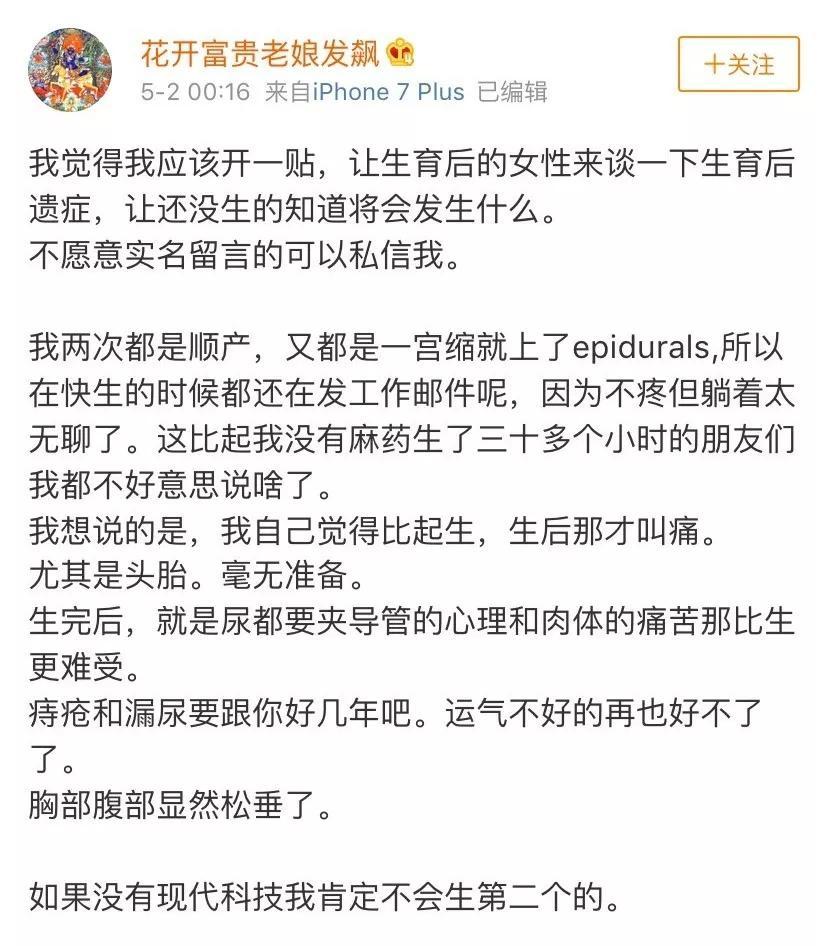 花开富贵老娘发飙
十关注
5-2 00:16 来自iPhone 7 Plus 已编辑
我觉得我应该开一贴，让生育后的女性来谈一下生育后
遗症，让还没生的知道将会发生什么。
不愿意实名留言的可以私信我。
我两次都是顺产，又都是一宫缩就上了epidurals,所以
在快生的时候都还在发工作邮件呢，因为不疼但躺着太
无聊了。这比起我没有麻药生了三十多个小时的朋友们
我都不好意思说啥了。
我想说的是，我自己觉得比起生，生后那才叫痛。
尤其是头胎。毫无准备。
生完后，就是尿都要夹导管的心理和肉体的痛苦那比生
更难受。
痔疮和漏尿要跟你好几年吧。运气不好的再也好不了
了。
胸部腹部显然松垂了。
如果没有现代科技我肯定不会生第二个的。